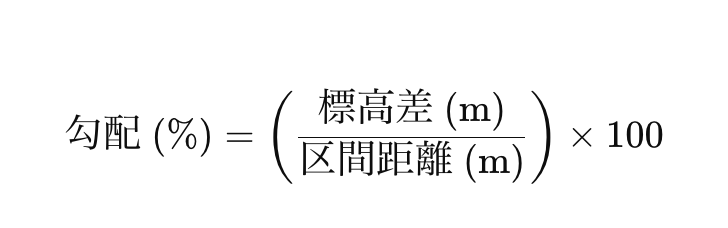 勾配 (%) = (標高差 (m) / 区間距離 (m)) × 100